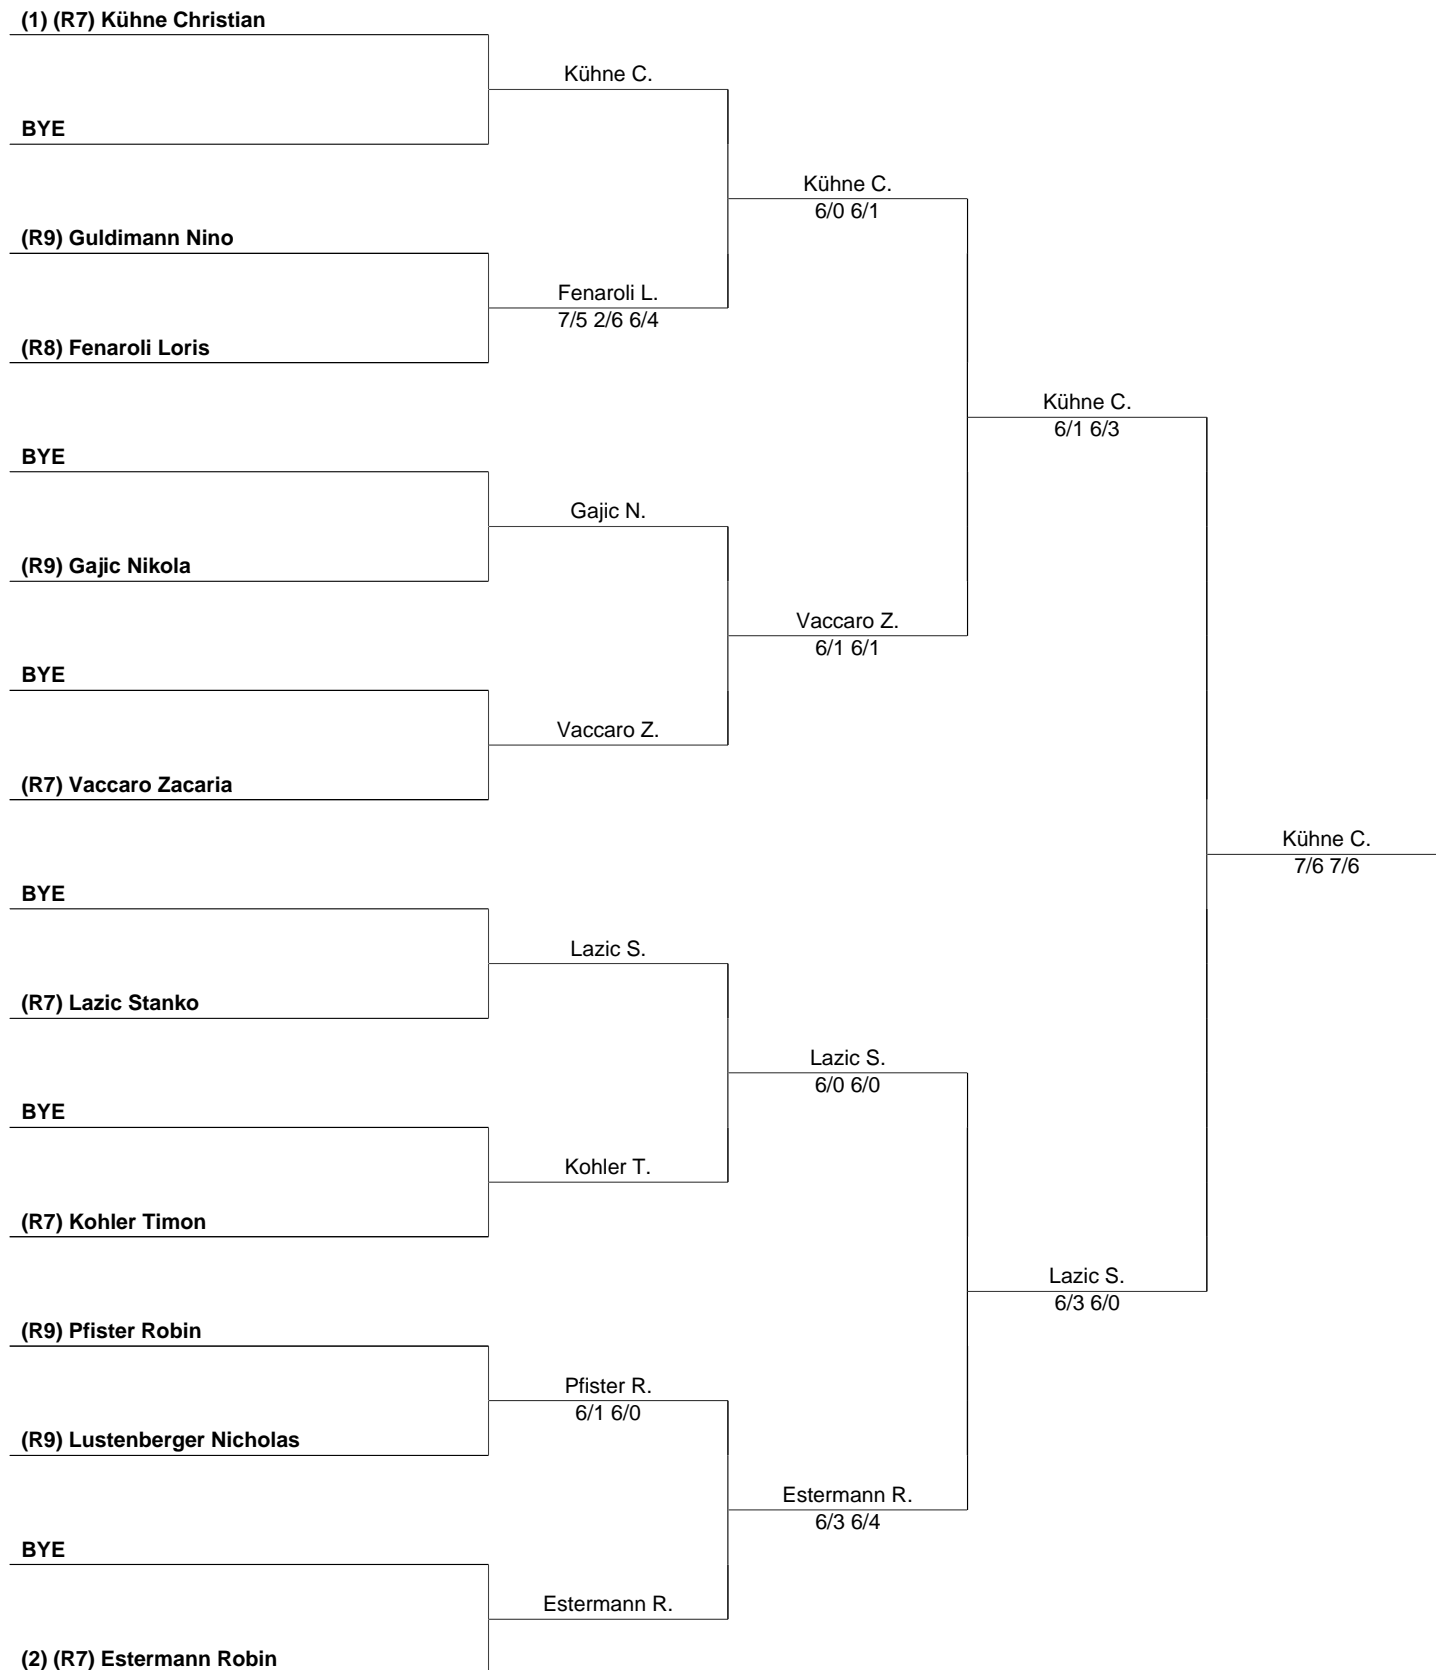 (1) (R7) Kühne Christian
Kühne C.
BYE
Kühne C.
6/0 6/1
(R9) Guldimann Nino
Fenaroli L.
7/5 2/6 6/4
(R8) Fenaroli Loris
Kühne C.
6/1 6/3
BYE
Gajic N.
(R9) Gajic Nikola
Vaccaro Z.
6/1 6/1
BYE
Vaccaro Z.
(R7) Vaccaro Zacaria
Kühne C.
7/6 7/6
BYE
Lazic S.
(R7) Lazic Stanko
Lazic S.
6/0 6/0
BYE
Kohler T.
(R7) Kohler Timon
Lazic S.
6/3 6/0
(R9) Pfister Robin
Pfister R.
6/1 6/0
(R9) Lustenberger Nicholas
Estermann R.
6/3 6/4
BYE
Estermann R.
(2) (R7) Estermann Robin